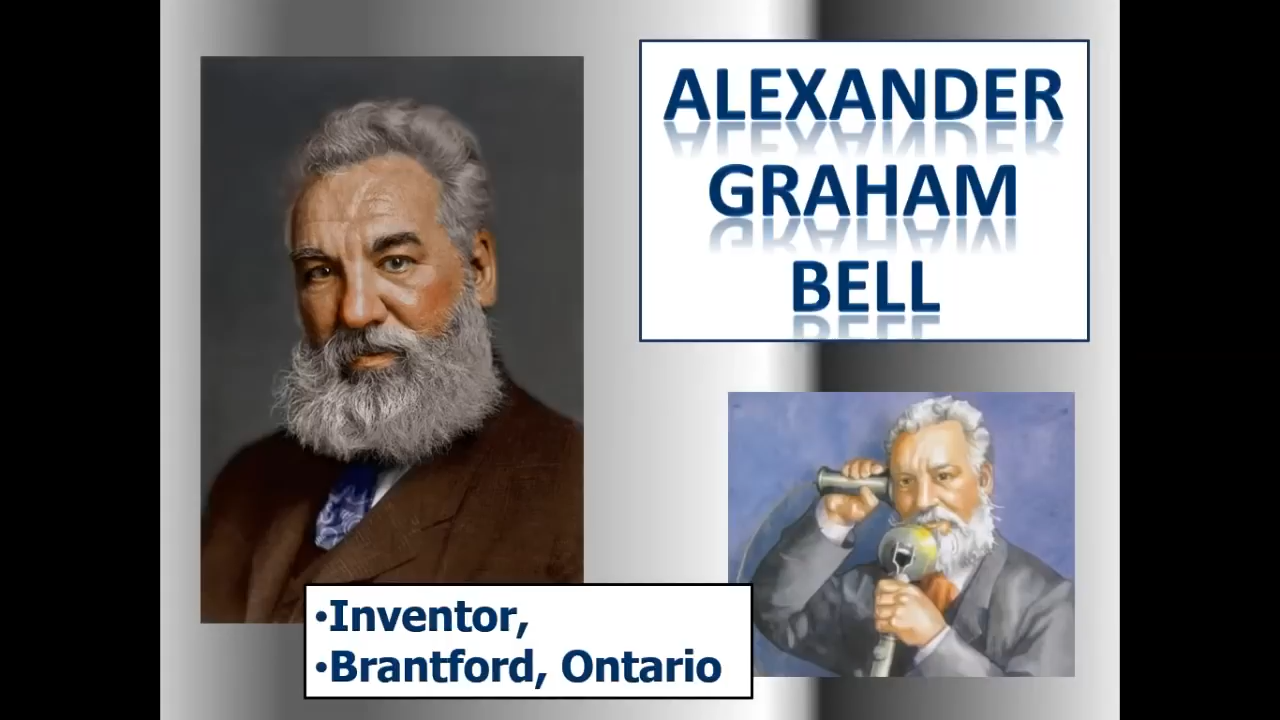 ALEXANDER
GRAHAM
BELL
•Inventor,
•Brantford, Ontario